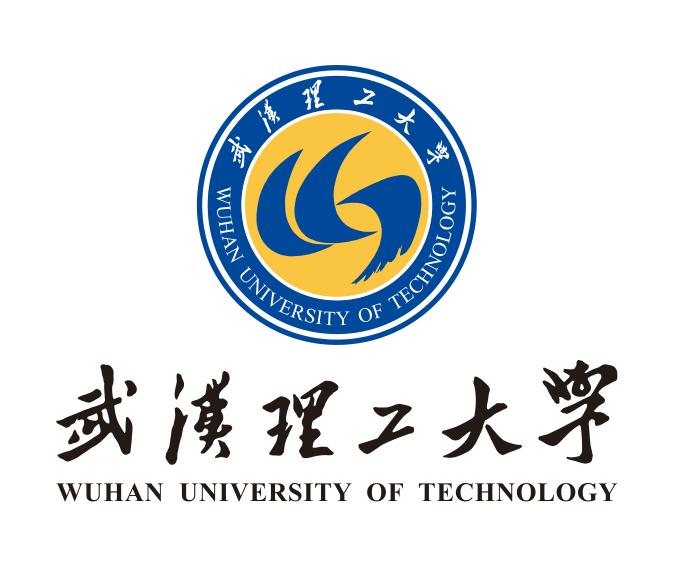 武漢理工大學
WUHAN UNIVERSITY OF TECHNOLOGY
武漢理工大學
WUHAN UNIVERSITY OF TECHNOLOGY